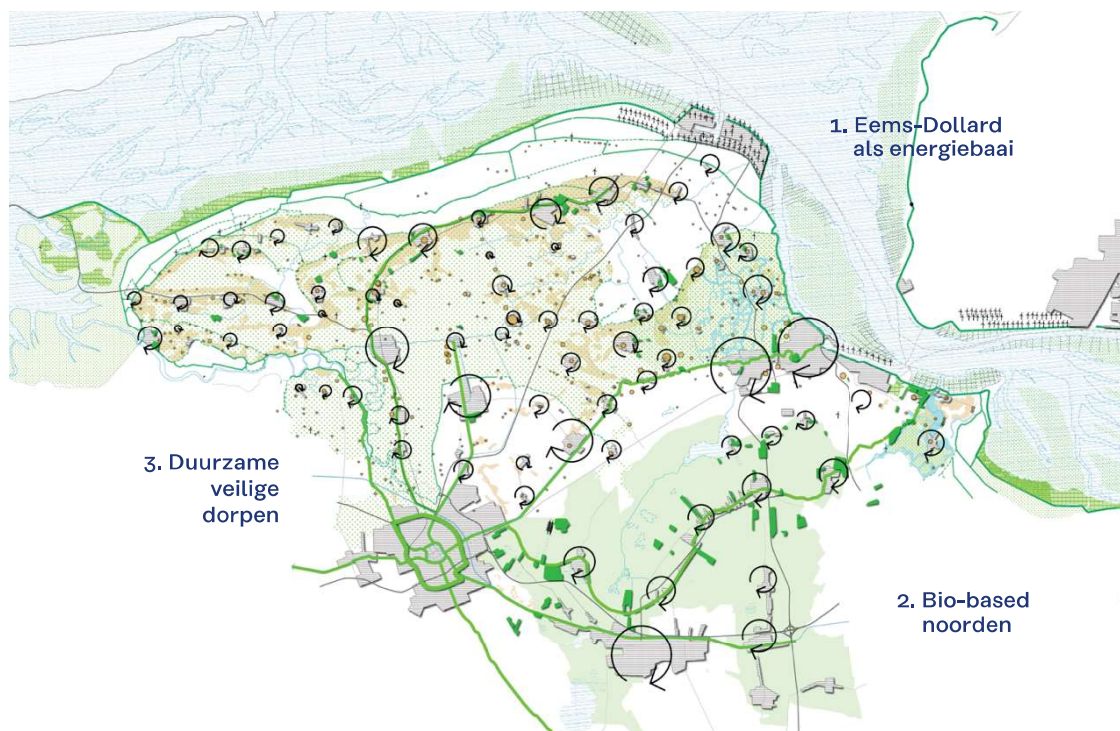 1. Eems-Dollard
als energiebaai
3. Duurzame
veilige
dorpen
2. Bio-based
noorden